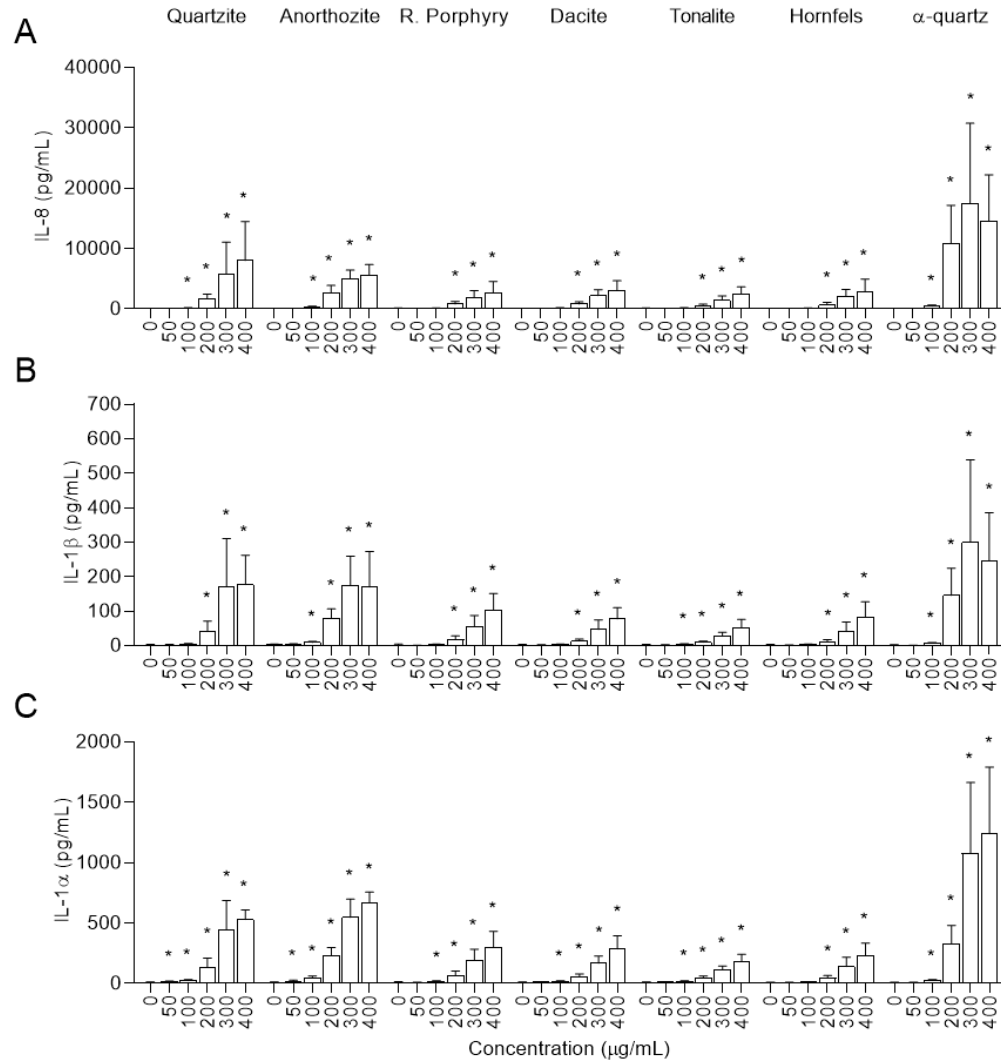 Quartzite Anorthozite R. Porphyry Dacite Tonalite Hornfels α-quartz
A
IL-8 (pg/mL)
40000
30000
20000
10000
0
* * * * * * * * * * * * * * * * * * * * * * * *
0 50 100 200 300 400 0 50 100 200 300 400 0 50 100 200 300 400 0 50 100 200 300 400 0 50 100 200 300 400 0 50 100 200 300 400 0 50 100 200 300 400
B
IL-1β (pg/mL)
700
600
500
400
300
200
100
0
* * * * * * * * * * * * * * * * * * * * * * * *
0 50 100 200 300 400 0 50 100 200 300 400 0 50 100 200 300 400 0 50 100 200 300 400 0 50 100 200 300 400 0 50 100 200 300 400 0 50 100 200 300 400
C
IL-1α (pg/mL)
2000
1500
1000
500
0
* * * * * * * * * * * * * * * * * * * * * * * * * * * * *
0 50 100 200 300 400 0 50 100 200 300 400 0 50 100 200 300 400 0 50 100 200 300 400 0 50 100 200 300 400 0 50 100 200 300 400 0 50 100 200 300 400
Concentration (μg/mL)